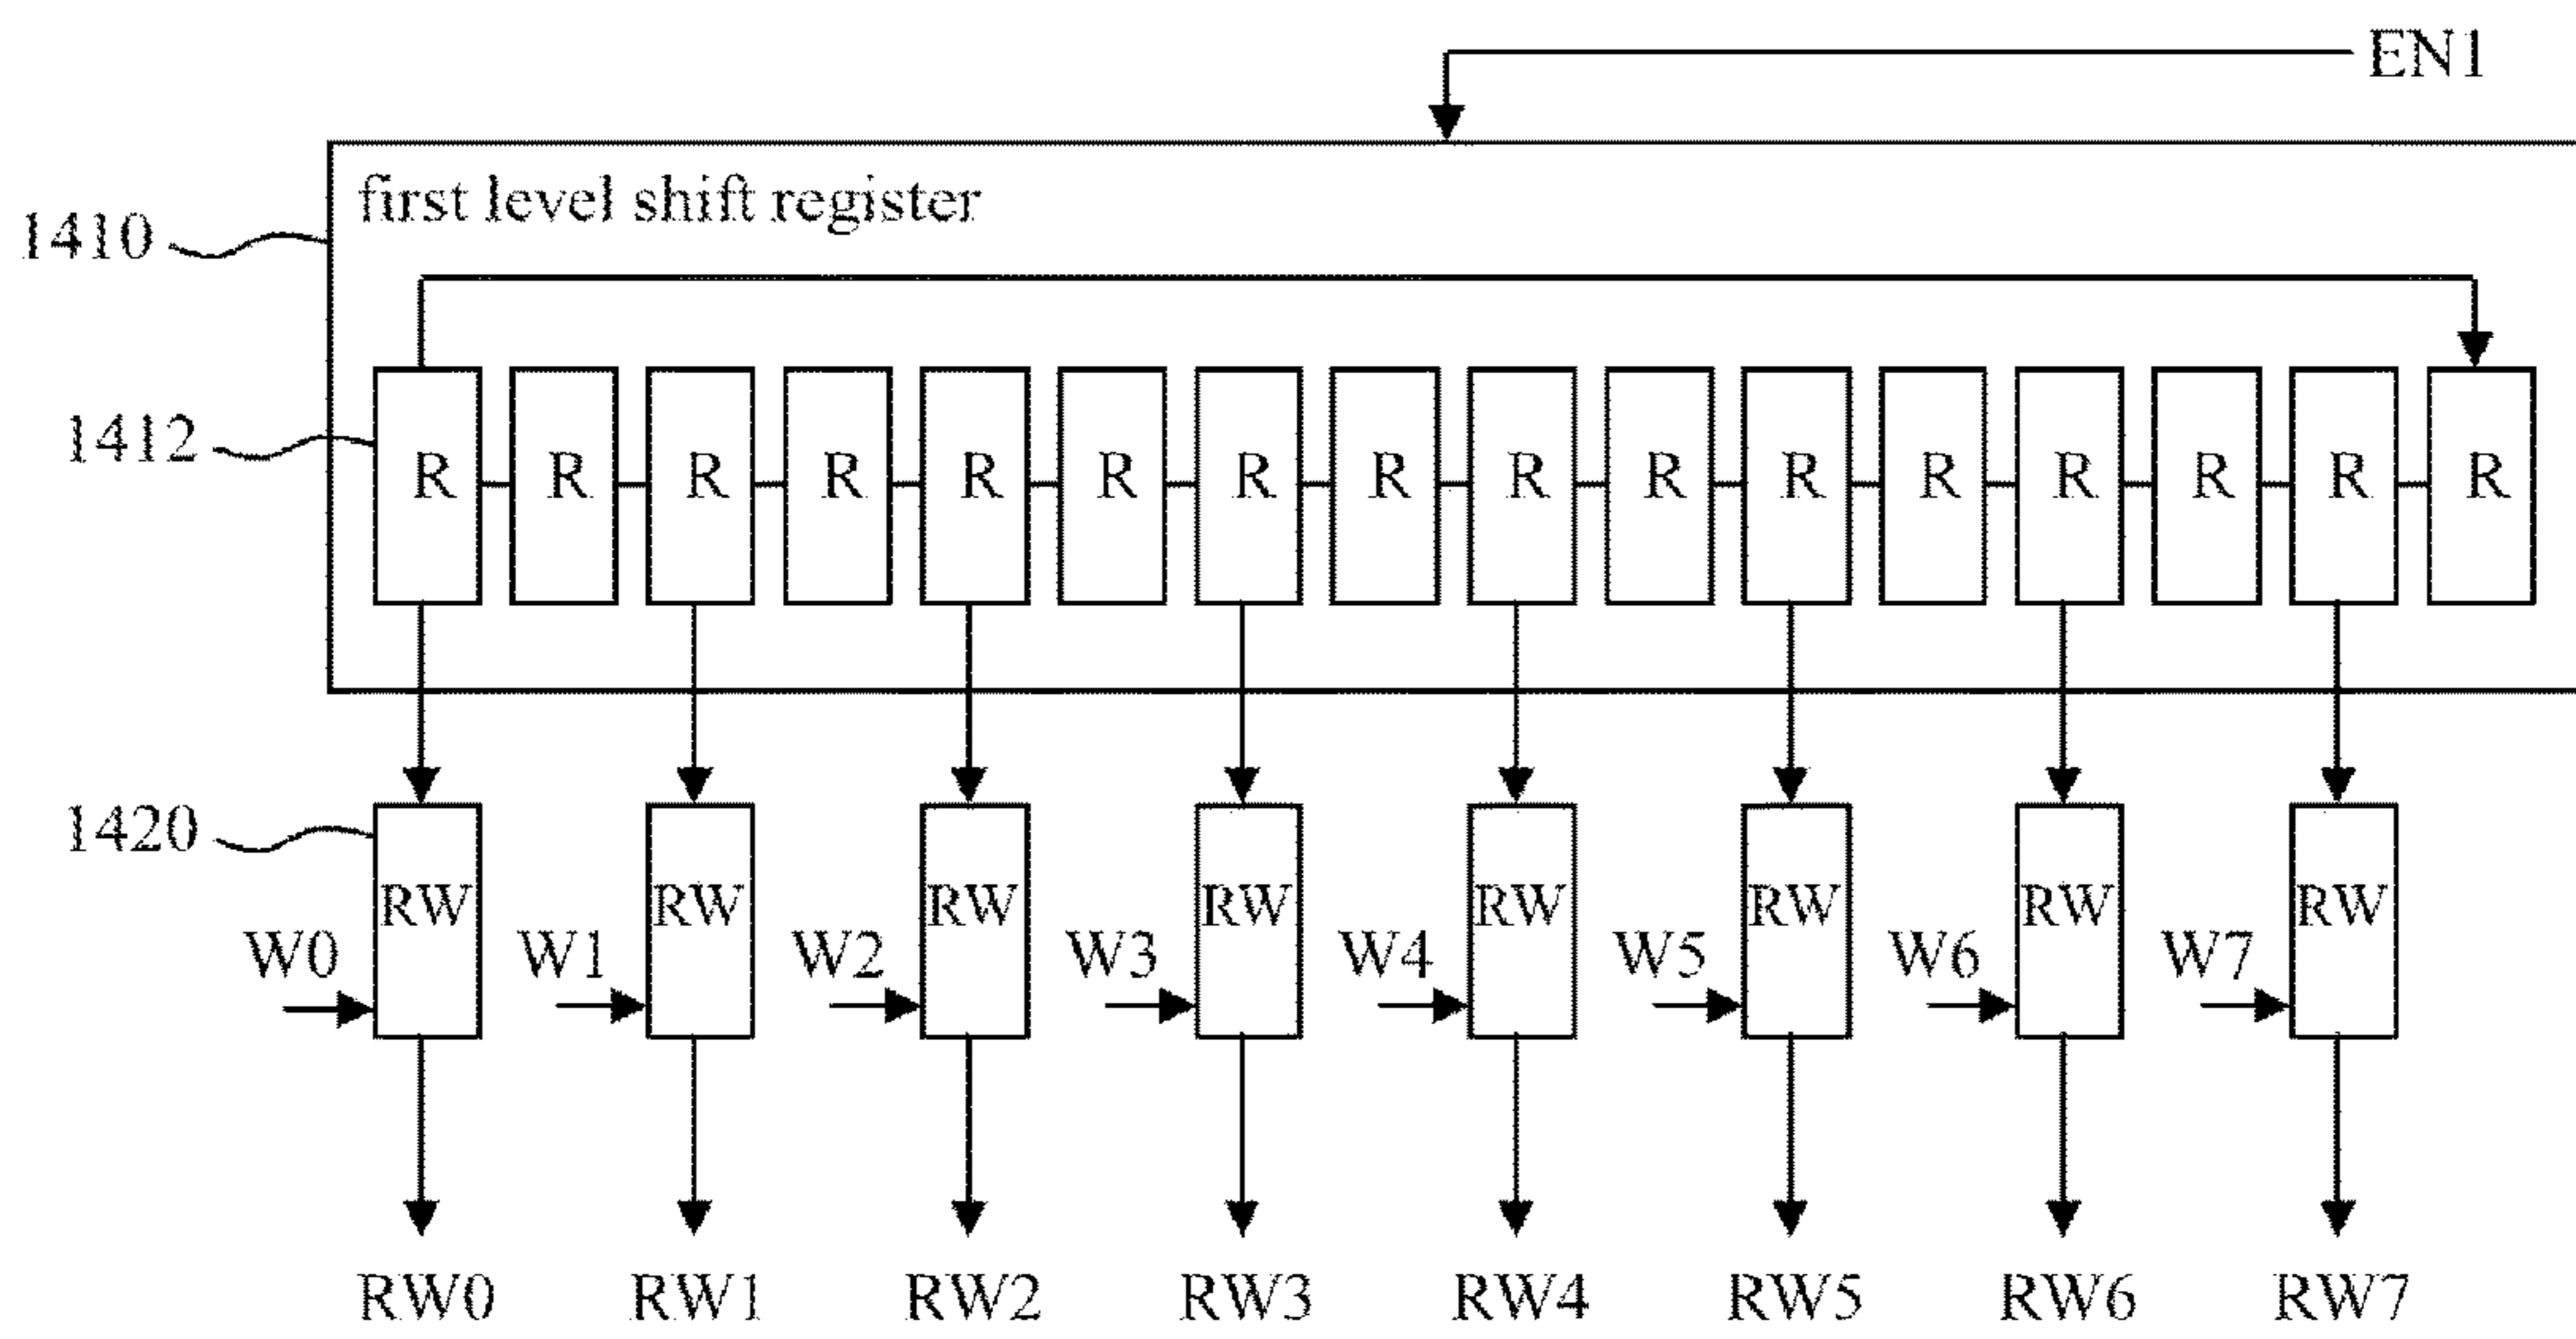 EN1
first level shift register
1410
1412
R R R R R R R R R R R R R R R R
1420
RW RW RW RW RW RW RW RW
W0 W1 W2 W3 W4 W5 W6 W7
RW0 RW1 RW2 RW3 RW4 RW5 RW6 RW7